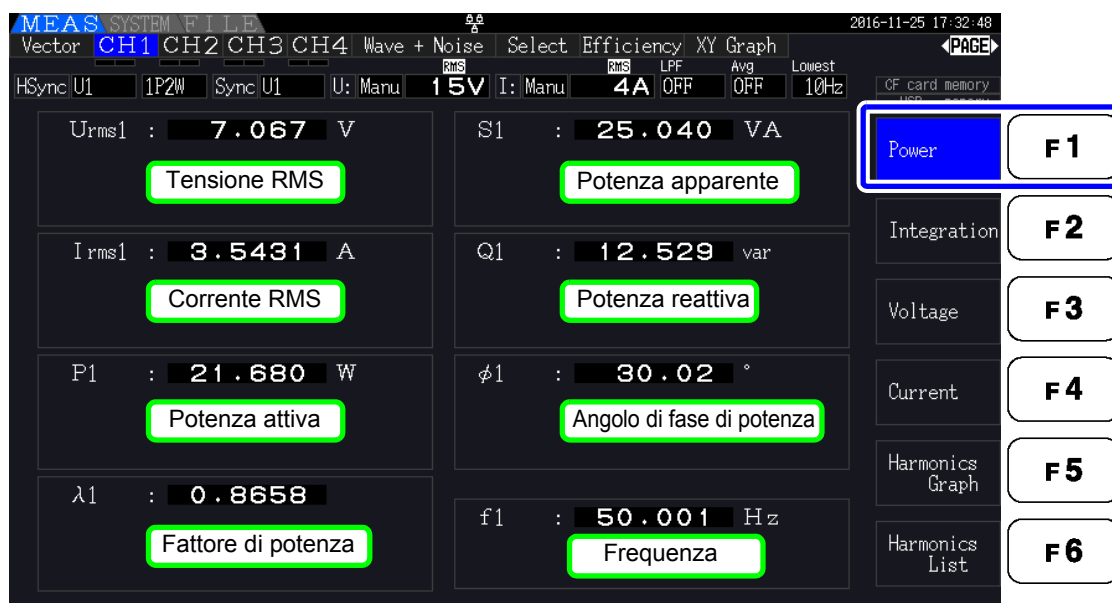 MEAS SYSTEM FILE 2016-11-25 17:32:48
Vector CH1 CH2 CH3 CH4 Wave + Noise Select Efficiency XY Graph PAGE
RMS RMS LPF Avg Lowest
HSync U1 1P2W Sync U1 U: Manu 15V I: Manu 4A OFF OFF 10Hz
CF card memory
Urms1 : 7.067 V
Tensione RMS
S1 : 25.040 VA
Potenza apparente
Power F1
Irms1 : 3.5431 A
Corrente RMS
Q1 : 12.529 var
Potenza reattiva
Integration F2
Voltage F3
P1 : 21.680 W
Potenza attiva
φ1 : 30.02 °
Angolo di fase di potenza
Current F4
λ1 : 0.8658
Fattore di potenza
f1 : 50.001 Hz
Frequenza
Harmonics
Graph
F5
Harmonics
List
F6